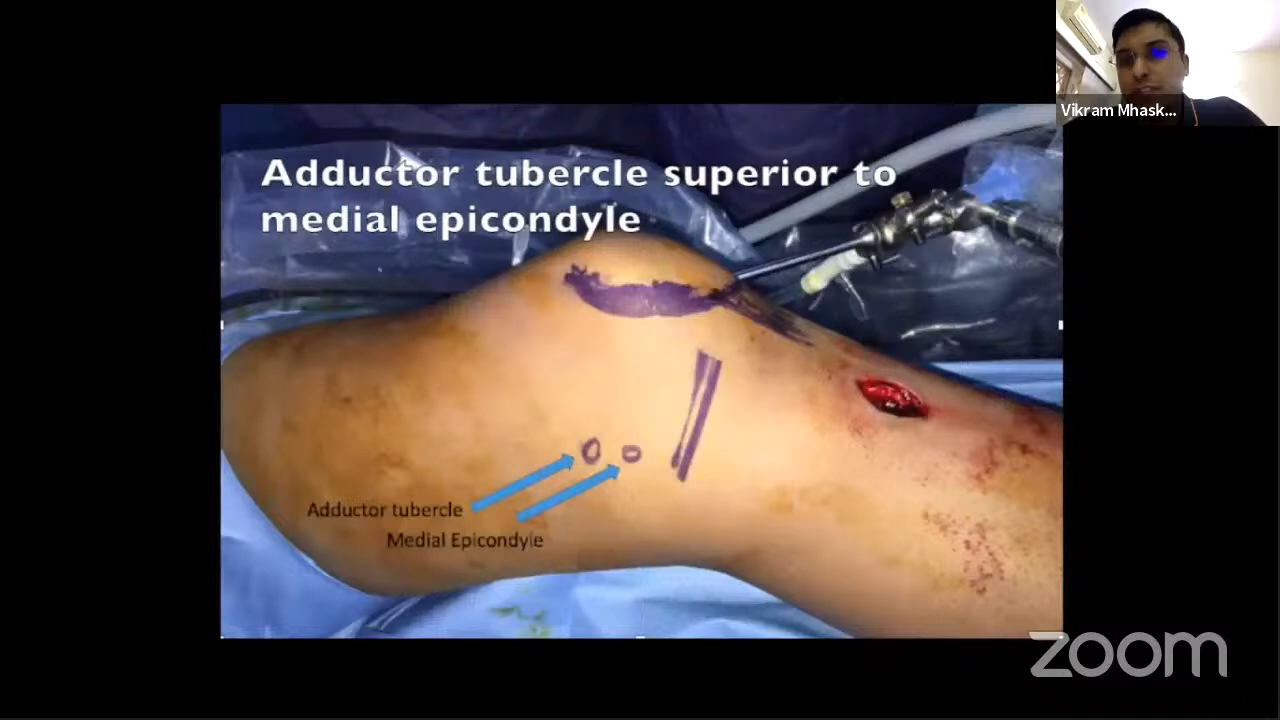 Vikram Mhask...
Adductor tubercle superior to
medial epicondyle
Adductor tubercle
Medial Epicondyle
zoom